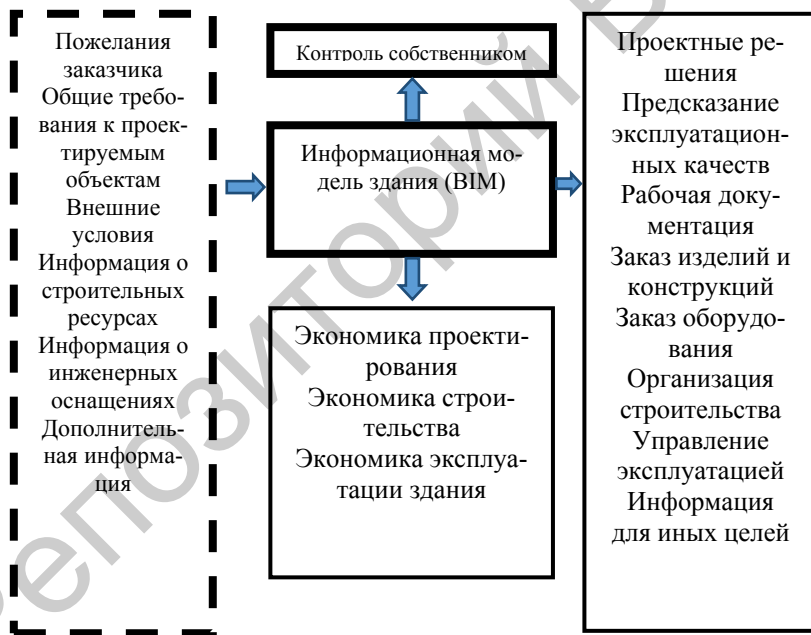 Пожелания
заказчика
Общие требо-
вания к проек-
тируемым
объектам
Внешние
условия
Информация о
строительных
ресурсах
Информация о
инженерных
оснащениях
Дополнитель-
ная информа-
ция
Контроль собственником
Информационная мо-
дель здания (BIM)
Экономика проекти-
рования
Экономика строи-
тельства
Экономика эксплуа-
тации здания
Проектные ре-
шения
Предсказание
эксплуатацион-
ных качеств
Рабочая доку-
ментация
Заказ изделий и
конструкций
Заказ оборудо-
вания
Организация
строительства
Управление
эксплуатацией
Информация
для иных целей
Репозиторий В